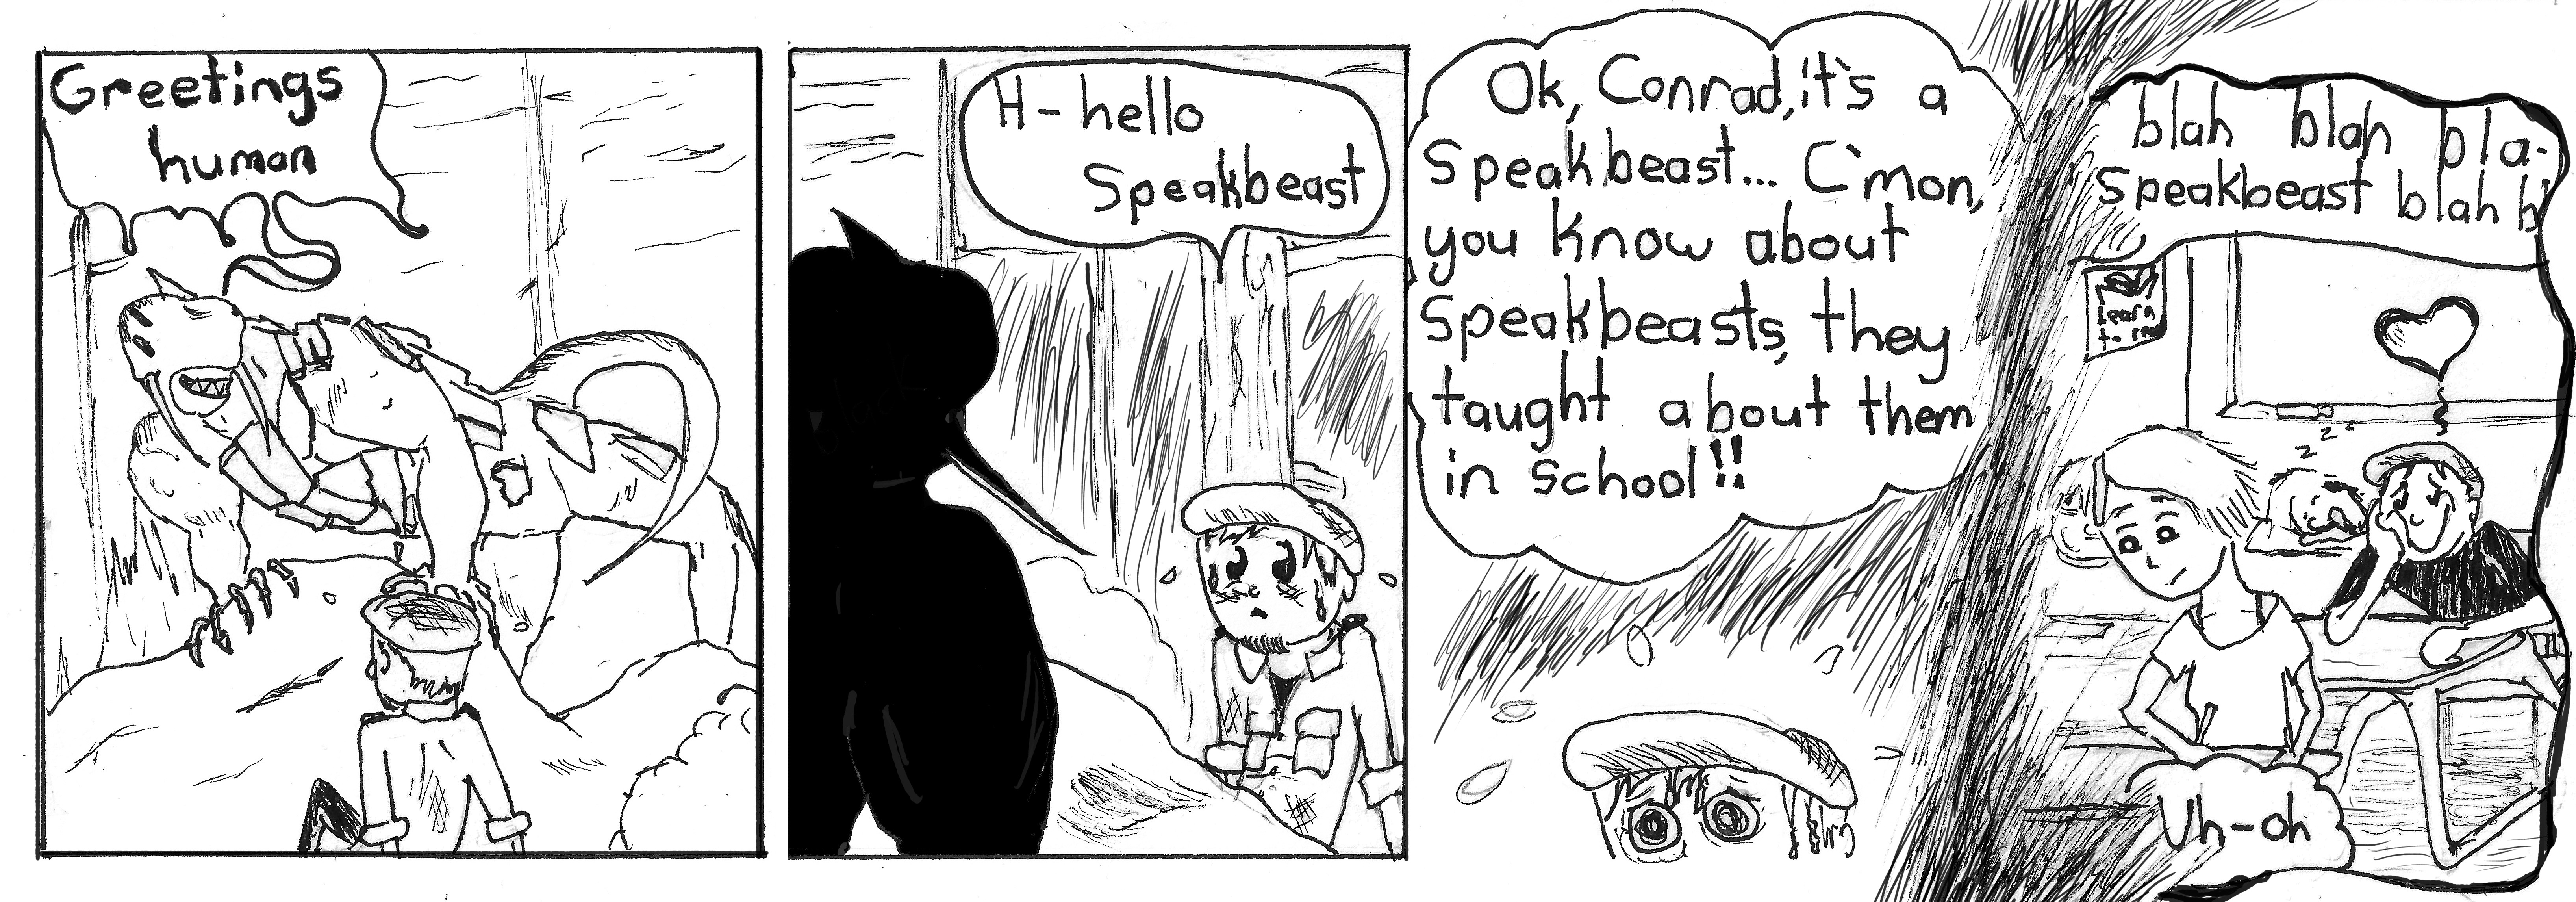 Greetings
human
H-hello
Speakbeast
Ok, Conrad, it's a
Speakbeast... C'mon,
you know about
Speakbeasts, they
taught about them
in school!!
blah blah bla-
Speakbeast blah b
Learn
to read
z z z z
Uh-oh